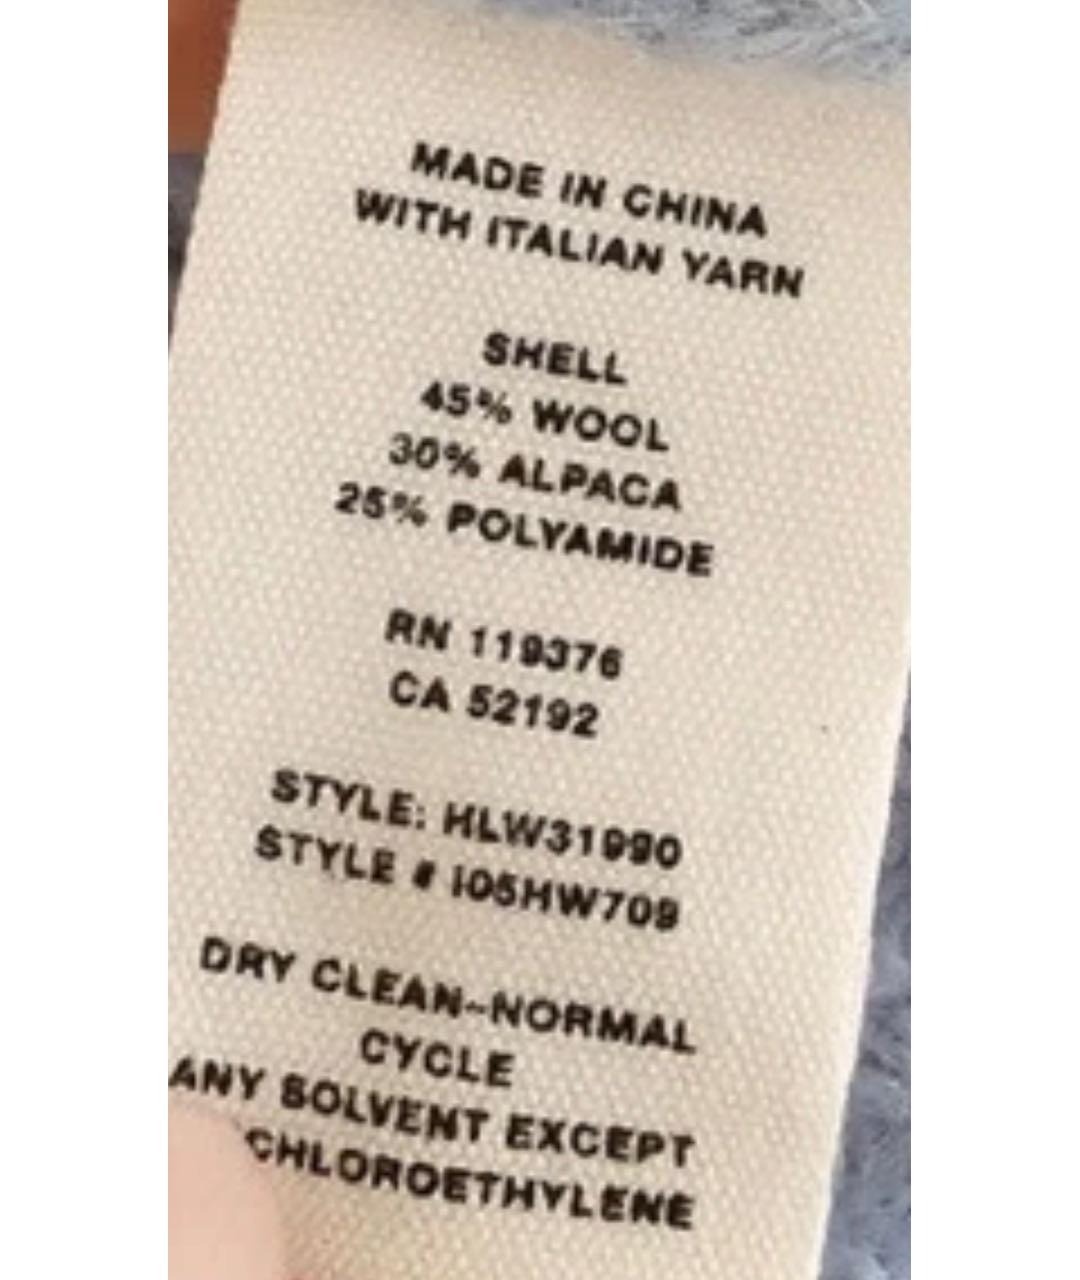 MADE IN CHINA
WITH ITALIAN YARN
SHELL
45% WOOL
30% ALPACA
25% POLYAMIDE
RN 119376
CA 52192
STYLE: HLW31990
STYLE # I05HW709
DRY CLEAN-NORMAL
CYCLE
ANY SOLVENT EXCEPT
CHLOROETHYLENE